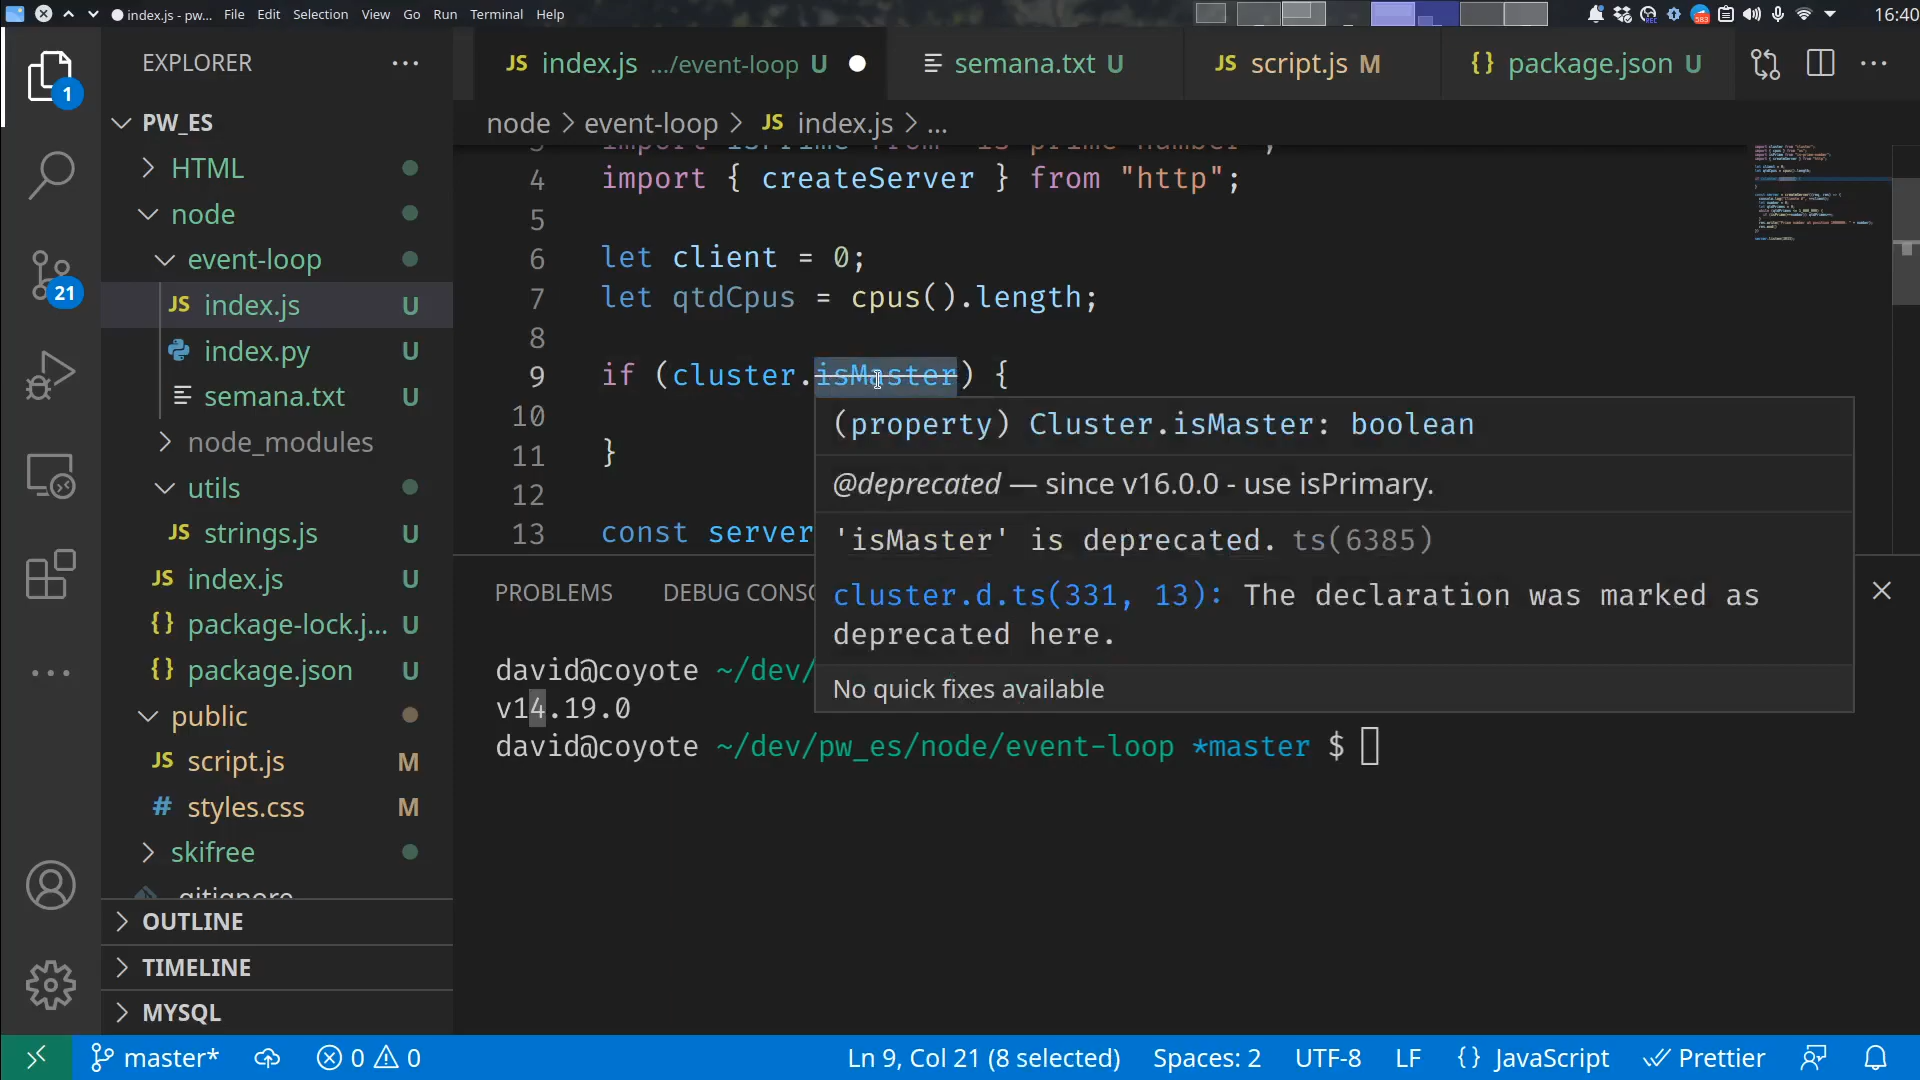 index.js - pw... File Edit Selection View Go Run Terminal Help 583 16:40
EXPLORER
JS index.js .../event-loop U
semana.txt U
JS script.js M
{} package.json U
1
PW_ES
node > event-loop > JS index.js > ...
HTML
node
event-loop
JS index.js U
index.py U
semana.txt U
node_modules
utils
JS strings.js U
JS index.js U
{} package-lock.j... U
{} package.json U
public
JS script.js M
# styles.css M
skifree
.gitignore
OUTLINE
TIMELINE
MYSQL
21
4 import { createServer } from "http";
5
6 let client = 0;
7 let qtdCpus = cpus().length;
8
9 if (cluster.isMaster) {
10
11 }
12
13 const server
(property) Cluster.isMaster: boolean
@deprecated — since v16.0.0 - use isPrimary.
'isMaster' is deprecated. ts(6385)
cluster.d.ts(331, 13): The declaration was marked as
deprecated here.
No quick fixes available
PROBLEMS DEBUG CONSO
david@coyote ~/dev/
v14.19.0
david@coyote ~/dev/pw_es/node/event-loop *master $
master* 0 0 Ln 9, Col 21 (8 selected) Spaces: 2 UTF-8 LF {} JavaScript Prettier